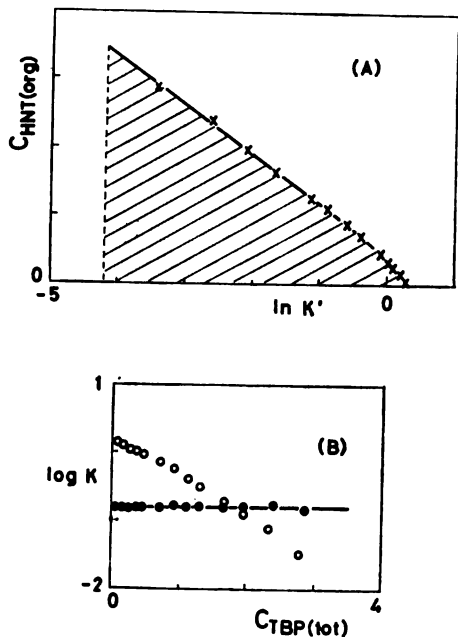 (A)
C_HNT(org)
0
-5
ln K'
0
1
(B)
log K
-2
0
C_TBP(tot)
4